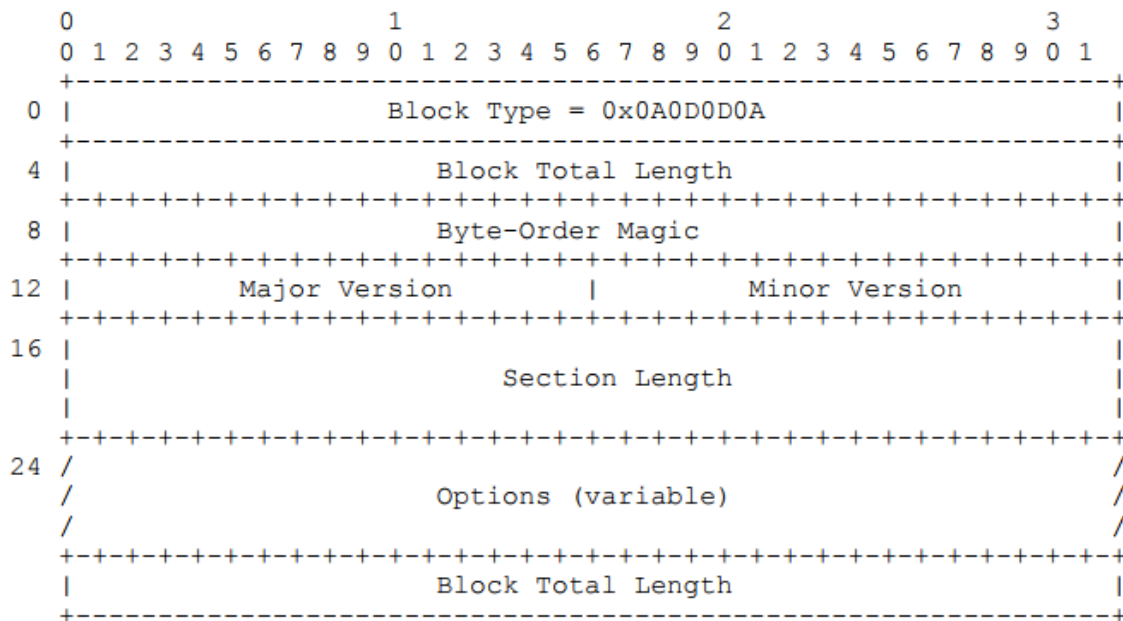 0                   1                   2                   3
    0 1 2 3 4 5 6 7 8 9 0 1 2 3 4 5 6 7 8 9 0 1 2 3 4 5 6 7 8 9 0 1
   +---------------------------------------------------------------+
 0 |                   Block Type = 0x0A0D0D0A                     |
   +---------------------------------------------------------------+
 4 |                      Block Total Length                       |
   +-+-+-+-+-+-+-+-+-+-+-+-+-+-+-+-+-+-+-+-+-+-+-+-+-+-+-+-+-+-+-+-+
 8 |                      Byte-Order Magic                         |
   +-+-+-+-+-+-+-+-+-+-+-+-+-+-+-+-+-+-+-+-+-+-+-+-+-+-+-+-+-+-+-+-+
12 |          Major Version        |         Minor Version         |
   +-+-+-+-+-+-+-+-+-+-+-+-+-+-+-+-+-+-+-+-+-+-+-+-+-+-+-+-+-+-+-+-+
16 |                                                               |
   |                          Section Length                       |
   |                                                               |
   +-+-+-+-+-+-+-+-+-+-+-+-+-+-+-+-+-+-+-+-+-+-+-+-+-+-+-+-+-+-+-+-+
24 /                                                               /
   /                      Options (variable)                       /
   /                                                               /
   +-+-+-+-+-+-+-+-+-+-+-+-+-+-+-+-+-+-+-+-+-+-+-+-+-+-+-+-+-+-+-+-+
   |                      Block Total Length                       |
   +---------------------------------------------------------------+